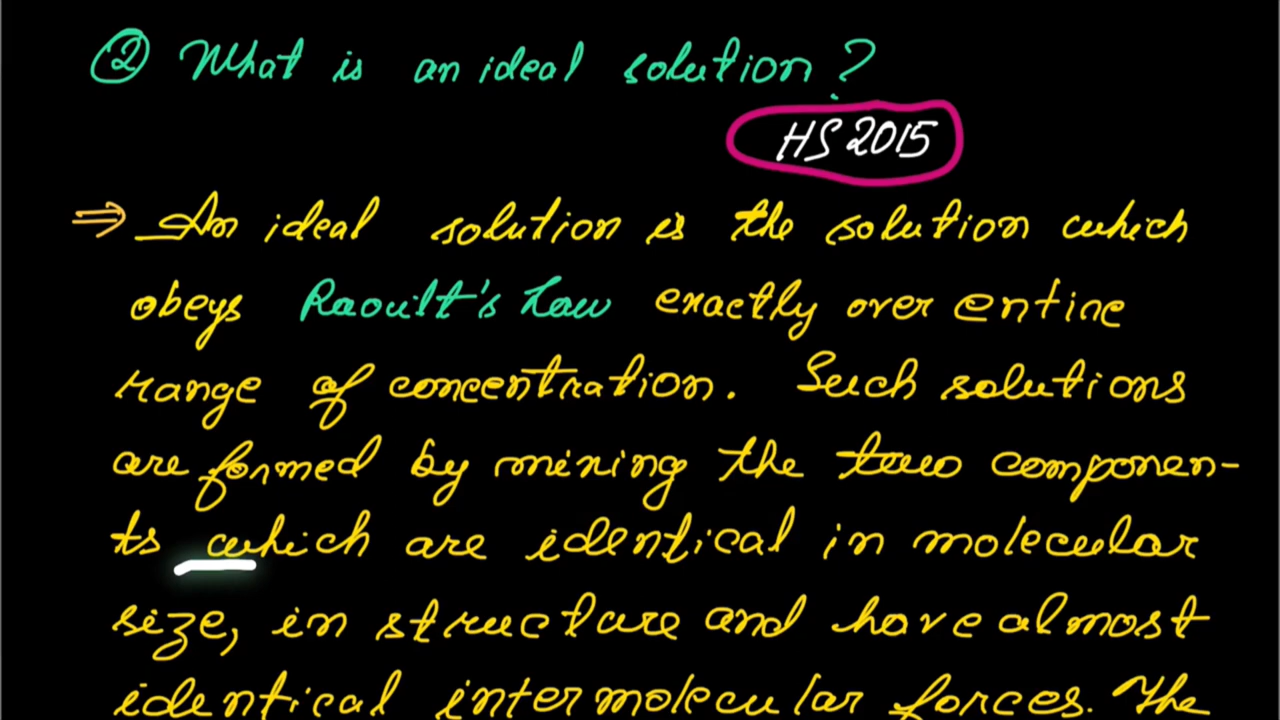 ② What is an ideal solution?
HS 2015
⇒ An ideal solution is the solution which
obeys Raoult's Law exactly over entire
range of concentration. Such solutions
are formed by mixing the two componen-
ts which are identical in molecular
size, in structure and have almost
identical intermolecular forces. The